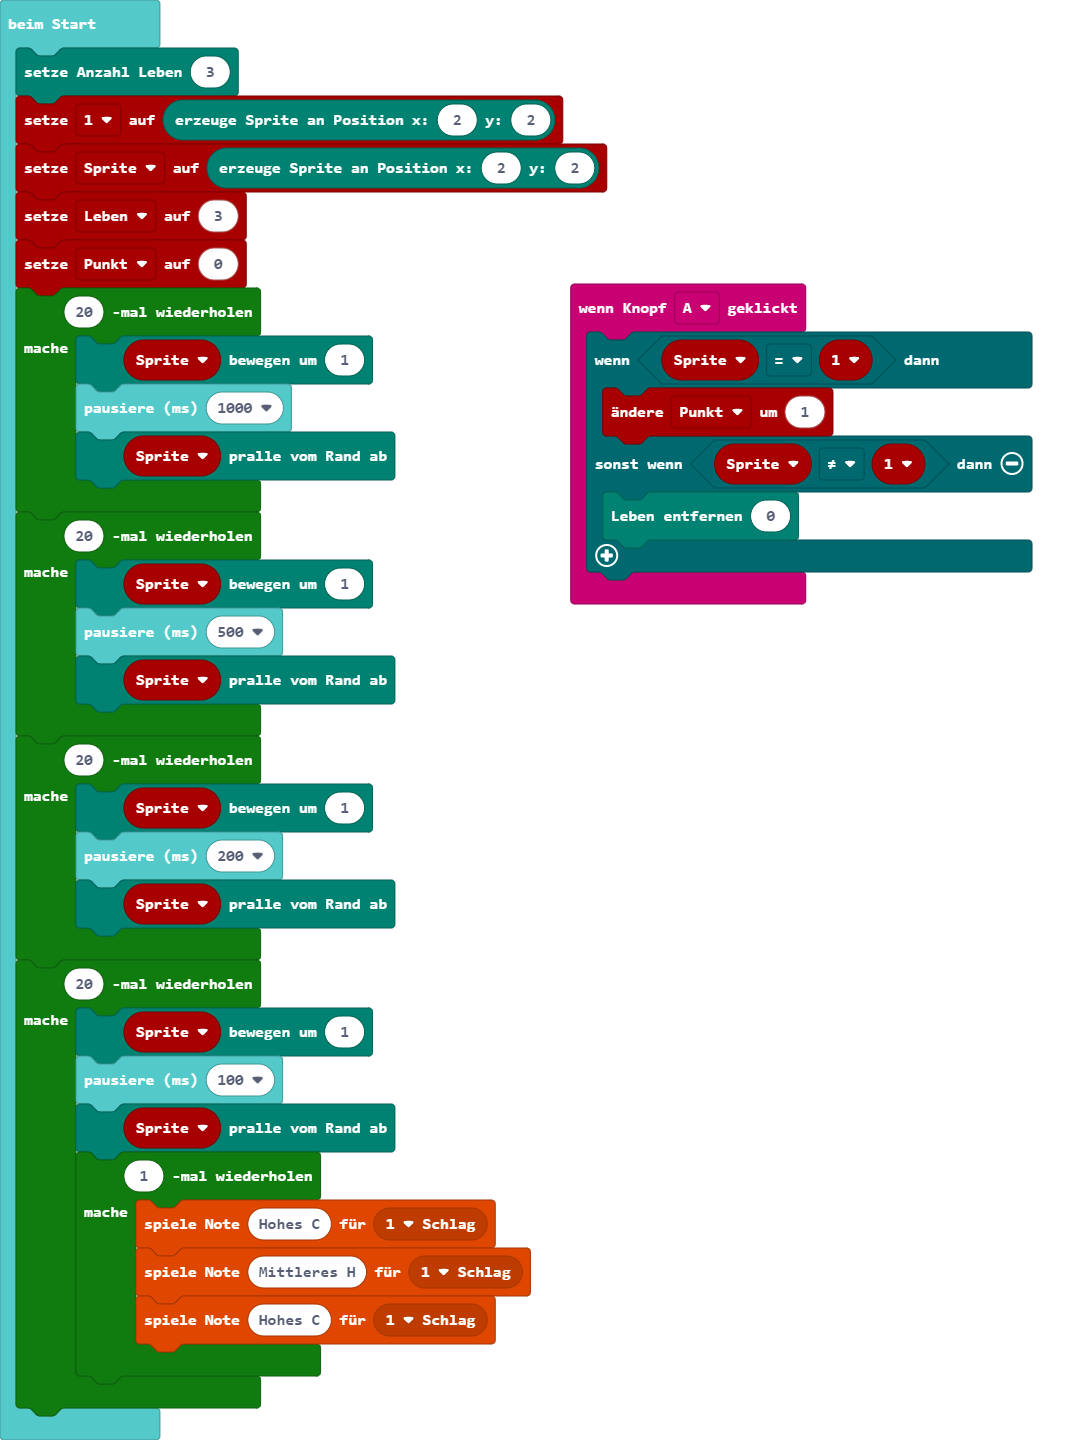 beim Start
setze Anzahl Leben 3
setze 1 auf erzeuge Sprite an Position x: 2 y: 2
setze Sprite auf erzeuge Sprite an Position x: 2 y: 2
setze Leben auf 3
setze Punkt auf 0
20 -mal wiederholen
mache
Sprite bewegen um 1
pausiere (ms) 1000
Sprite pralle vom Rand ab
20 -mal wiederholen
mache
Sprite bewegen um 1
pausiere (ms) 500
Sprite pralle vom Rand ab
20 -mal wiederholen
mache
Sprite bewegen um 1
pausiere (ms) 200
Sprite pralle vom Rand ab
20 -mal wiederholen
mache
Sprite bewegen um 1
pausiere (ms) 100
Sprite pralle vom Rand ab
1 -mal wiederholen
mache
spiele Note Hohes C für 1 Schlag
spiele Note Mittleres H für 1 Schlag
spiele Note Hohes C für 1 Schlag
wenn Knopf A geklickt
wenn Sprite = 1 dann
ändere Punkt um 1
sonst wenn Sprite ≠ 1 dann
Leben entfernen 0